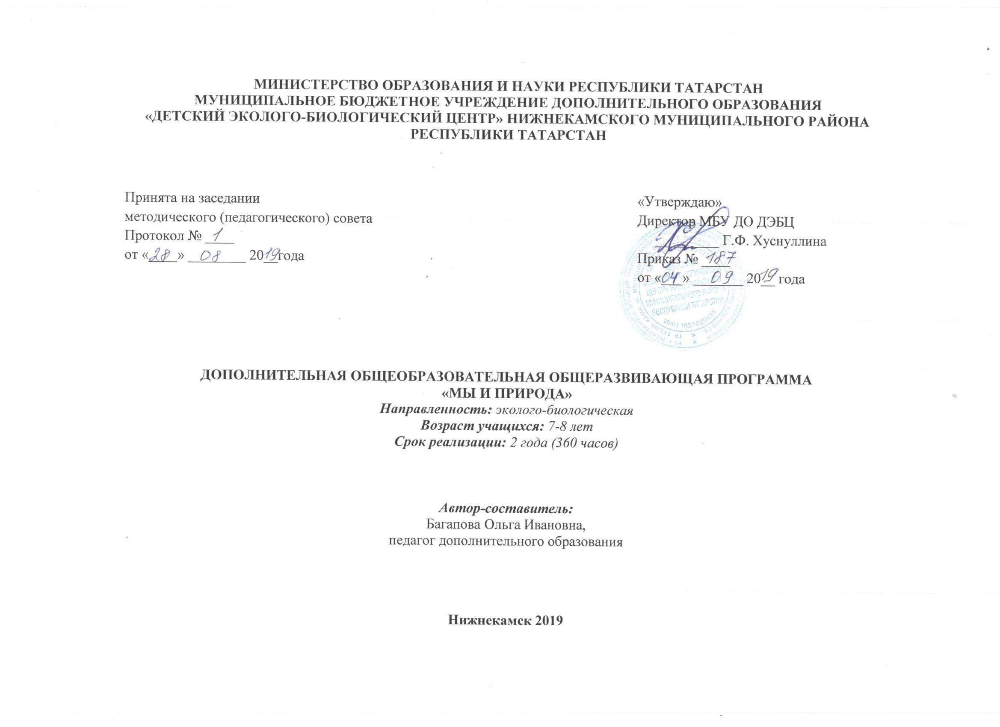 МИНИСТЕРСТВО ОБРАЗОВАНИЯ И НАУКИ РЕСПУБЛИКИ ТАТАРСТАН
МУНИЦИПАЛЬНОЕ БЮДЖЕТНОЕ УЧРЕЖДЕНИЕ ДОПОЛНИТЕЛЬНОГО ОБРАЗОВАНИЯ
«ДЕТСКИЙ ЭКОЛОГО-БИОЛОГИЧЕСКИЙ ЦЕНТР» НИЖНЕКАМСКОГО МУНИЦИПАЛЬНОГО РАЙОНА
РЕСПУБЛИКИ ТАТАРСТАН
Принята на заседании
методического (педагогического) совета
Протокол № 1
от «28» 08 2019года
«Утверждаю»
Директор МБУ ДО ДЭБЦ
Г.Ф. Хуснуллина
Приказ № 187
от «04» 09 2019 года
МУНИЦИПАЛЬНОГО РАЙОНА
РЕСПУБЛИКИ ТАТАРСТАН
ИНН 1651029435
ДОПОЛНИТЕЛЬНАЯ ОБЩЕОБРАЗОВАТЕЛЬНАЯ ОБЩЕРАЗВИВАЮЩАЯ ПРОГРАММА
«МЫ И ПРИРОДА»
Направленность: эколого-биологическая
Возраст учащихся: 7-8 лет
Срок реализации: 2 года (360 часов)
Автор-составитель:
Багапова Ольга Ивановна,
педагог дополнительного образования
Нижнекамск 2019